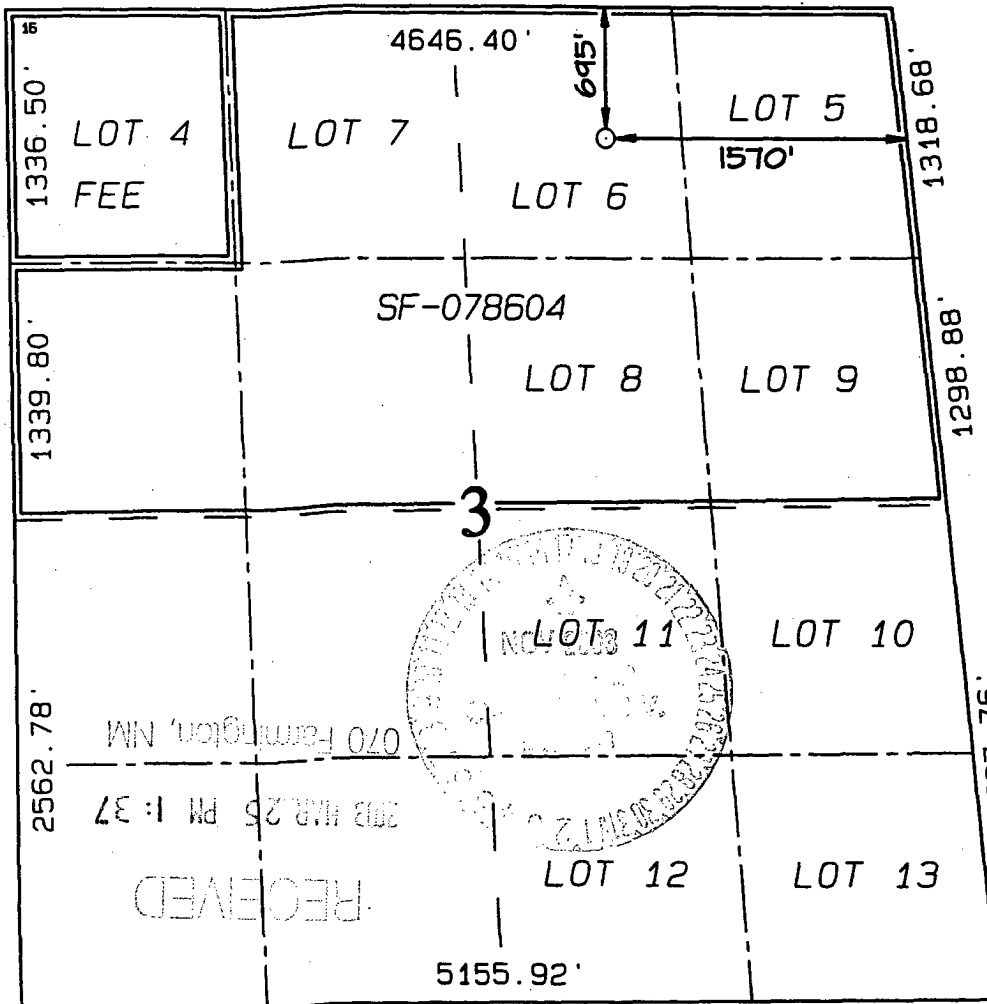 16
4646.40'
695'
1336.50'
LOT 4
FEE
LOT 7
LOT 5
1570'
1318.68'
LOT 6
SF-078604
1339.80'
LOT 8
LOT 9
1298.88'
3
LOT 11
LOT 10
2562.78'
070 Farmington, NM
2003 MAR 25 PM 1:37
RECEIVED
LOT 12
LOT 13
5155.92'